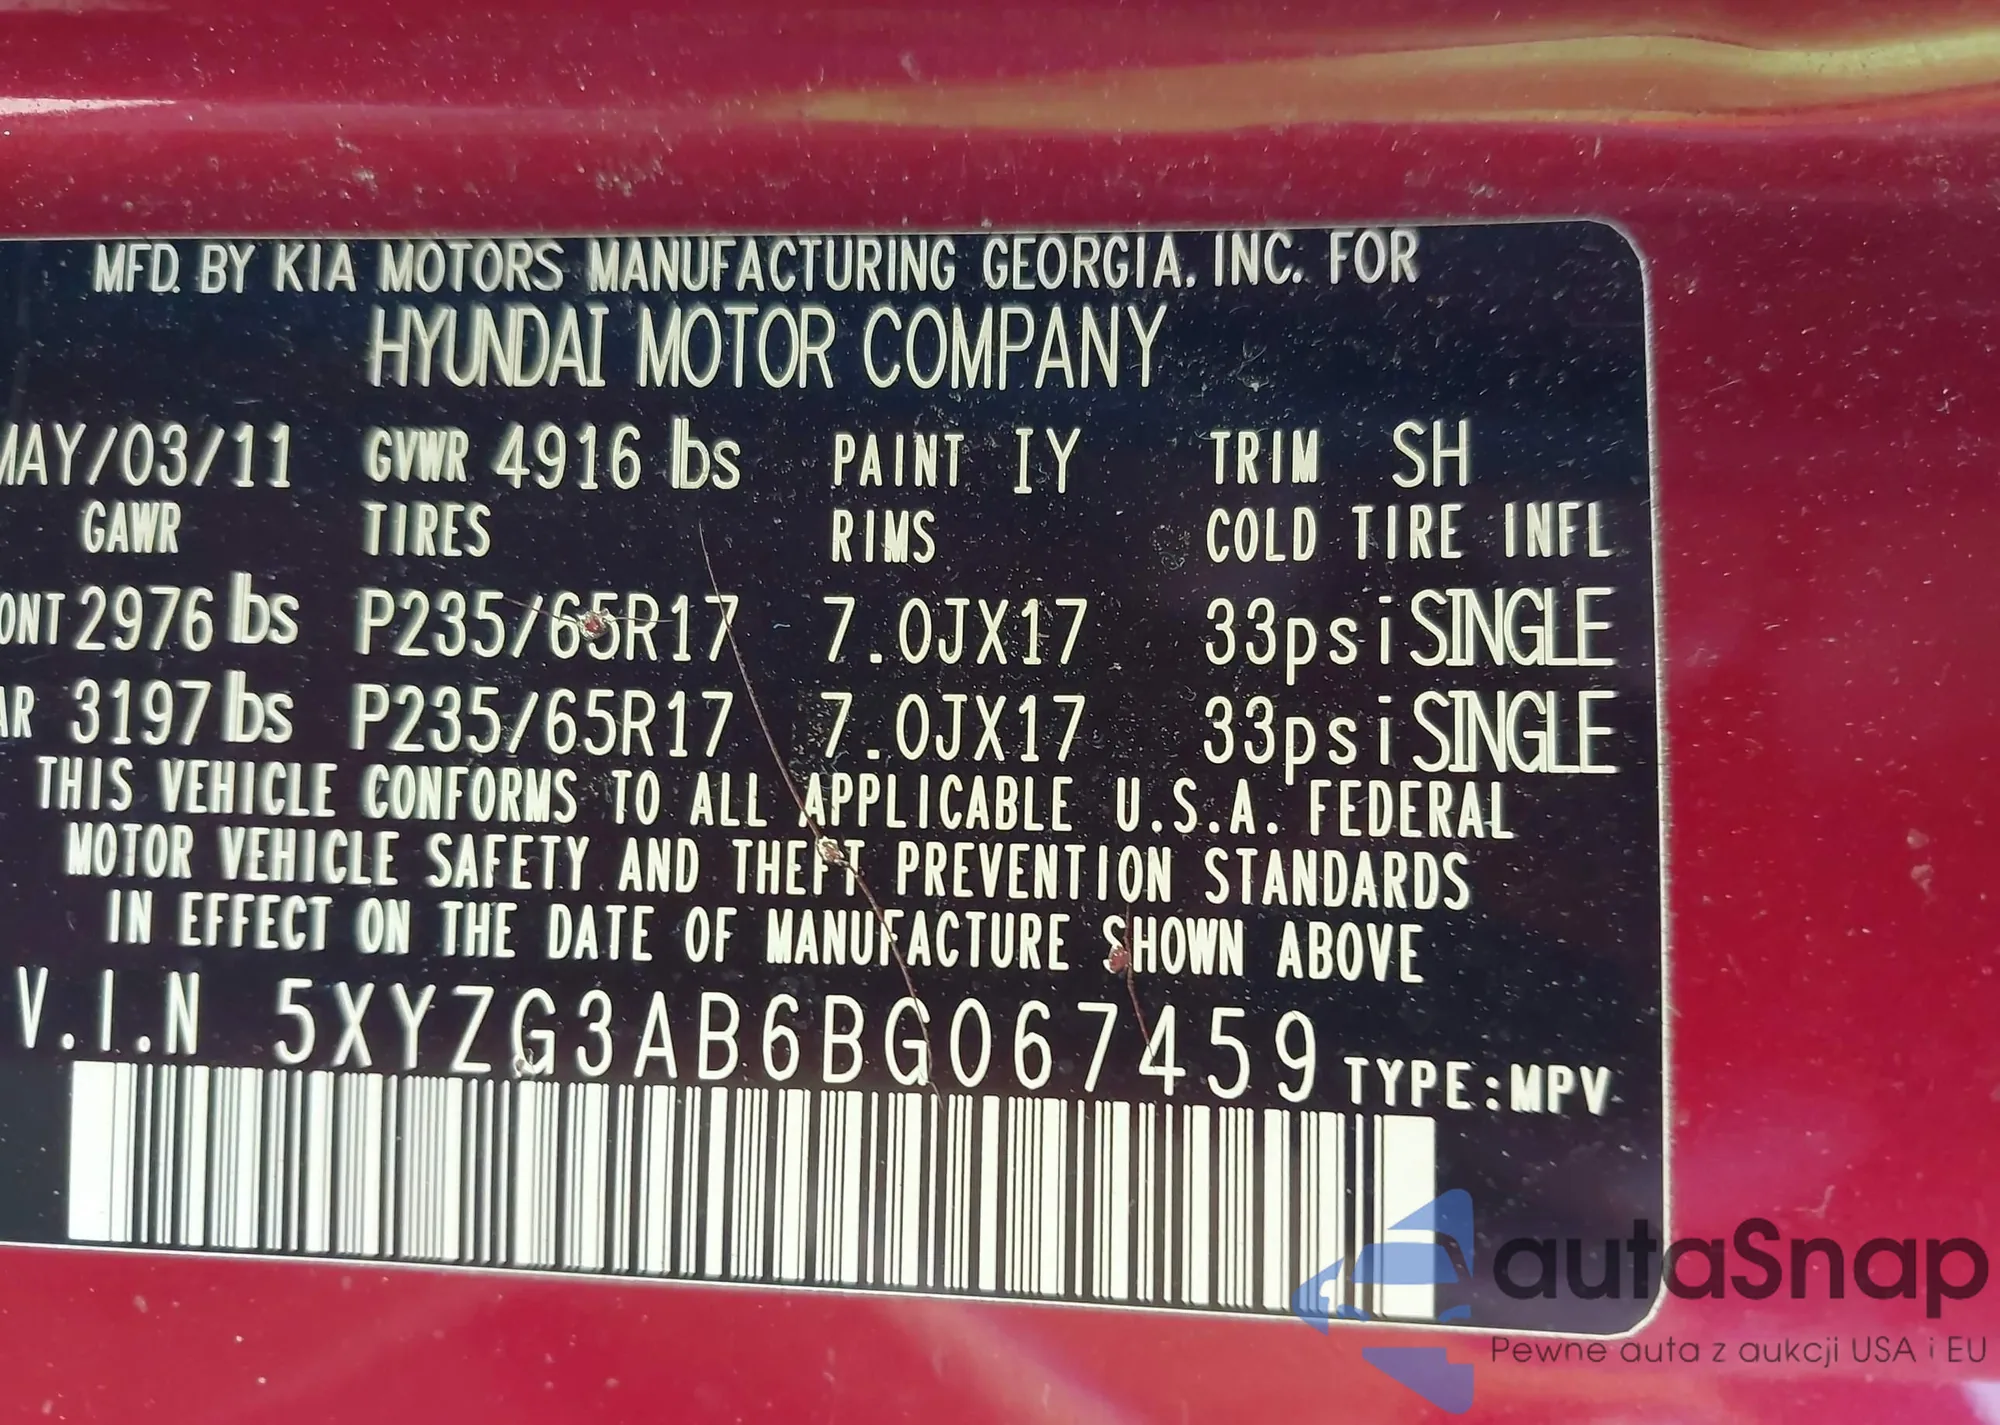 MFD. BY KIA MOTORS MANUFACTURING GEORGIA, INC. FOR
HYUNDAI MOTOR COMPANY
MAY/03/11 GVWR 4916 lbs PAINT IY TRIM SH
GAWR TIRES RIMS COLD TIRE INFL
ONT 2976 lbs P235/65R17 7.0JX17 33psi SINGLE
AR 3197 lbs P235/65R17 7.0JX17 33psi SINGLE
THIS VEHICLE CONFORMS TO ALL APPLICABLE U.S.A. FEDERAL
MOTOR VEHICLE SAFETY AND THEFT PREVENTION STANDARDS
IN EFFECT ON THE DATE OF MANUFACTURE SHOWN ABOVE
V.I.N 5XYZG3AB6BG067459 TYPE:MPV
autaSnap
Pewne auta z aukcji USA i EU